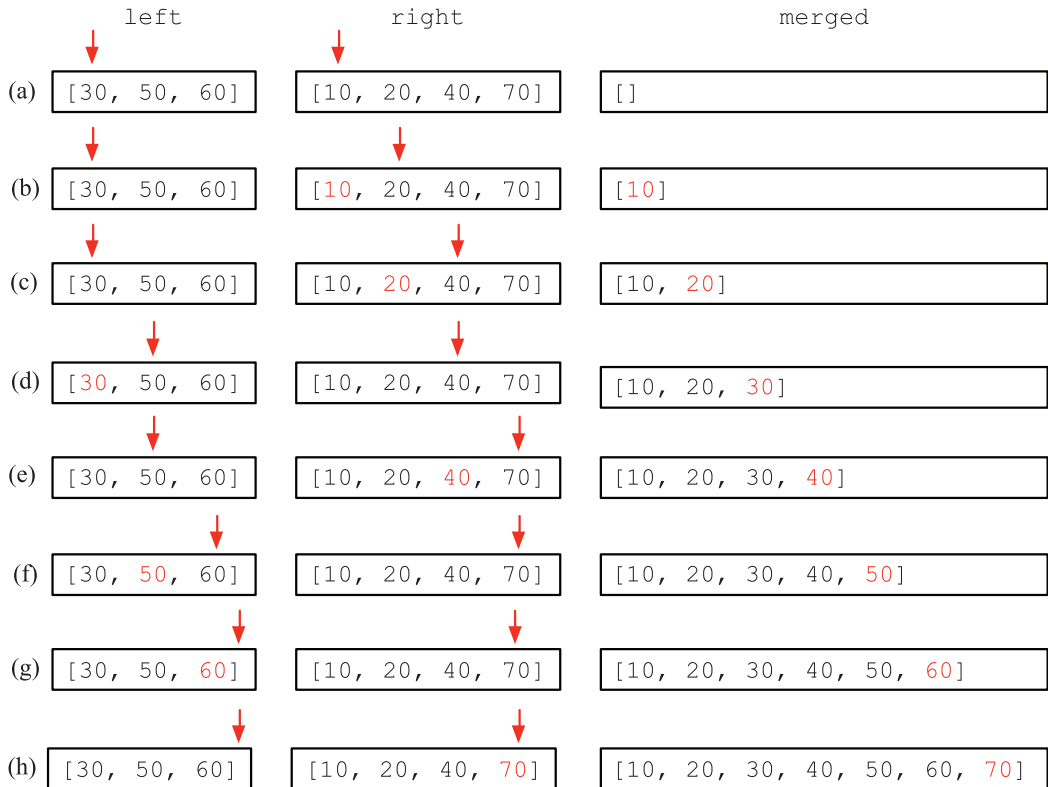 left right merged
(a) [30, 50, 60] [10, 20, 40, 70] []
(b) [30, 50, 60] [10, 20, 40, 70] [10]
(c) [30, 50, 60] [10, 20, 40, 70] [10, 20]
(d) [30, 50, 60] [10, 20, 40, 70] [10, 20, 30]
(e) [30, 50, 60] [10, 20, 40, 70] [10, 20, 30, 40]
(f) [30, 50, 60] [10, 20, 40, 70] [10, 20, 30, 40, 50]
(g) [30, 50, 60] [10, 20, 40, 70] [10, 20, 30, 40, 50, 60]
(h) [30, 50, 60] [10, 20, 40, 70] [10, 20, 30, 40, 50, 60, 70]